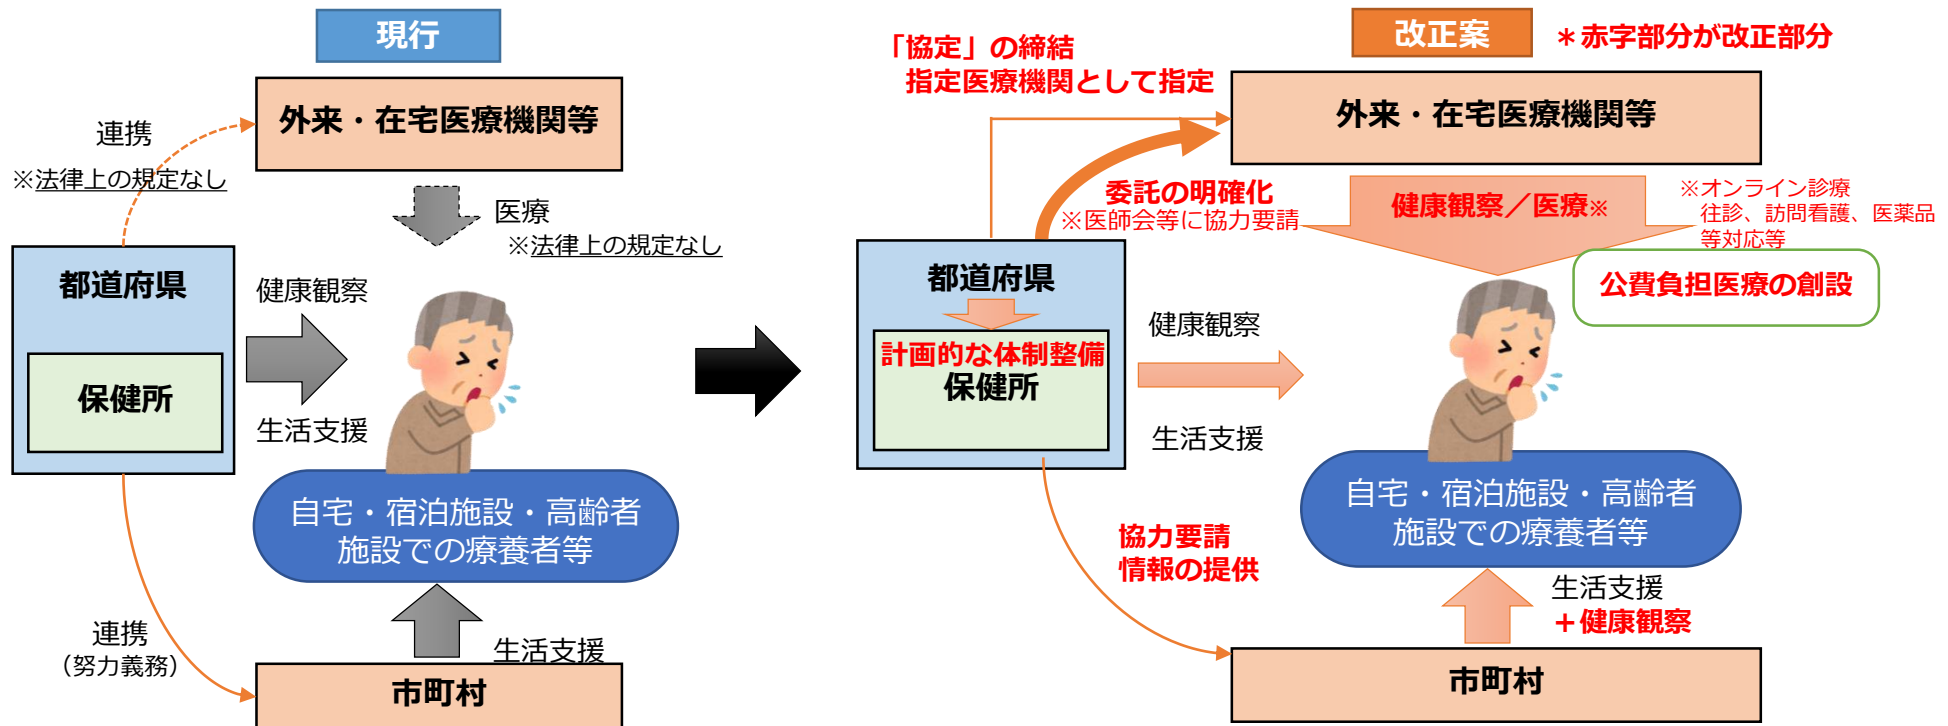 現行
外来・在宅医療機関等
連携
※法律上の規定なし
医療
※法律上の規定なし
都道府県
保健所
健康観察
生活支援
自宅・宿泊施設・高齢者
施設での療養者等
連携
（努力義務）
生活支援
市町村
改正案
＊赤字部分が改正部分
「協定」の締結
指定医療機関として指定
外来・在宅医療機関等
委託の明確化
※医師会等に協力要請
健康観察／医療※
※オンライン診療
往診、訪問看護、医薬品
等対応等
公費負担医療の創設
都道府県
計画的な体制整備
保健所
健康観察
生活支援
自宅・宿泊施設・高齢者
施設での療養者等
協力要請
情報の提供
生活支援
＋健康観察
市町村